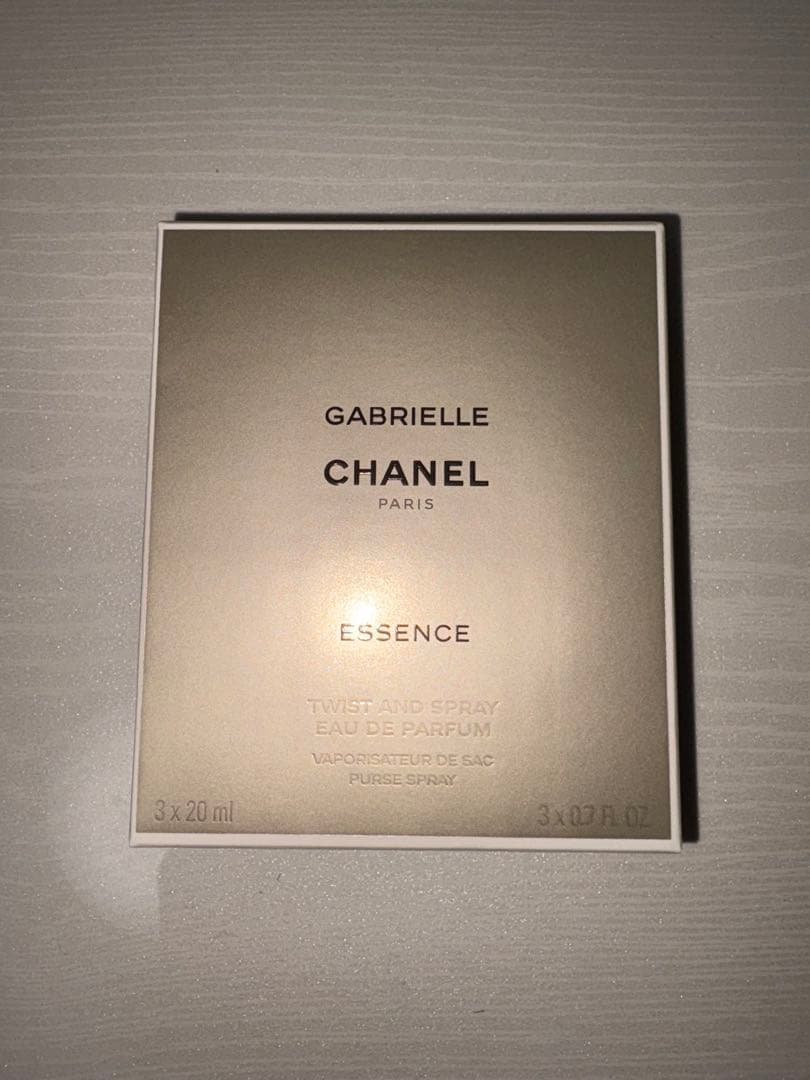 GABRIELLE
CHANEL
PARIS
ESSENCE
TWIST AND SPRAY
EAU DE PARFUM
VAPORISATEUR DE SAC
PURSE SPRAY
3 x 20 ml
3 x 0.7 FL OZ